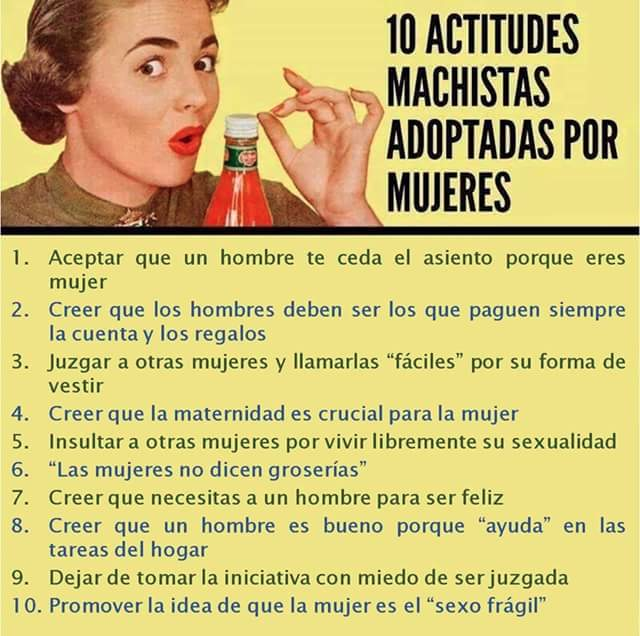 10 ACTITUDES
MACHISTAS
ADOPTADAS POR
MUJERES
1. Aceptar que un hombre te ceda el asiento porque eres
mujer
2. Creer que los hombres deben ser los que paguen siempre
la cuenta y los regalos
3. Juzgar a otras mujeres y llamarlas “fáciles” por su forma de
vestir
4. Creer que la maternidad es crucial para la mujer
5. Insultar a otras mujeres por vivir libremente su sexualidad
6. “Las mujeres no dicen groserías”
7. Creer que necesitas a un hombre para ser feliz
8. Creer que un hombre es bueno porque “ayuda” en las
tareas del hogar
9. Dejar de tomar la iniciativa con miedo de ser juzgada
10. Promover la idea de que la mujer es el “sexo frágil”